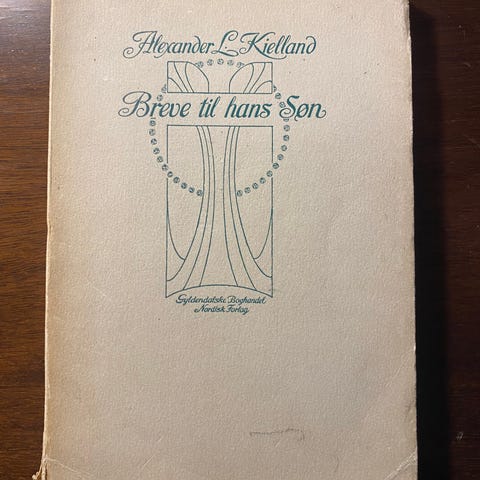 Alexander L. Kielland
Breve til hans Søn
Gyldendalske Boghandel
Nordisk Forlag